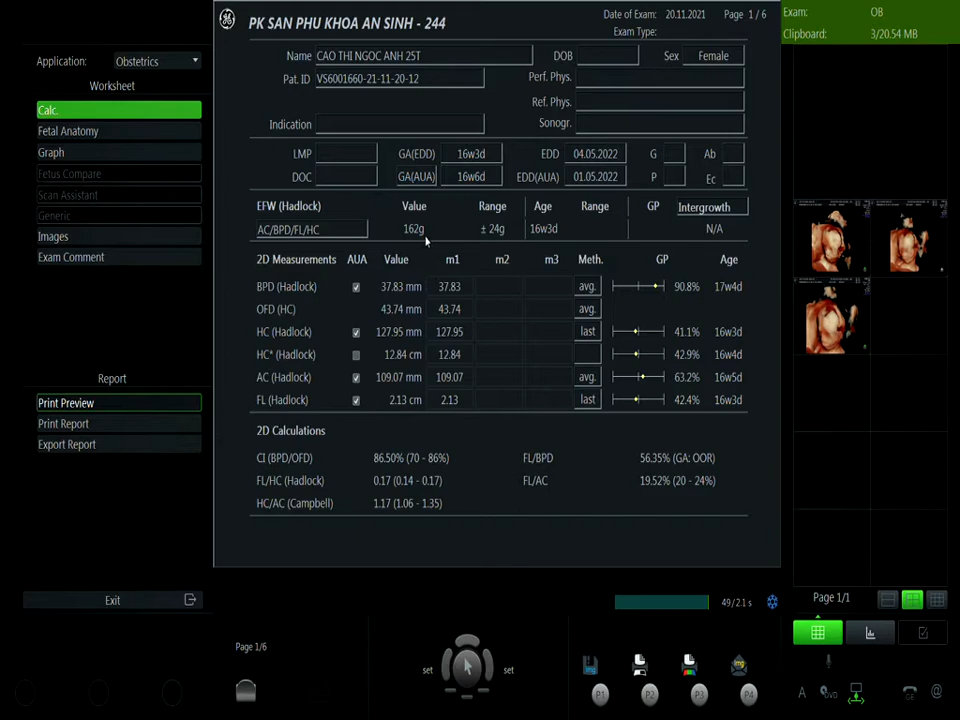 PK SAN PHU KHOA AN SINH - 244
Date of Exam: 20.11.2021 Page 1 / 6
Exam Type:
Exam: OB
Clipboard: 3/20.54 MB
Application: Obstetrics
Worksheet
Calc.
Fetal Anatomy
Graph
Fetus Compare
Scan Assistant
Generic
Images
Exam Comment
Report
Print Preview
Print Report
Export Report
Exit
Name CAO THI NGOC ANH 25T DOB Sex Female
Pat. ID VS6001660-21-11-20-12 Perf. Phys.
Ref. Phys.
Indication Sonogr.
LMP GA(EDD) 16w3d EDD 04.05.2022 G Ab
DOC GA(AUA) 16w6d EDD(AUA) 01.05.2022 P Ec
EFW (Hadlock) Value Range Age Range GP Intergrowth
AC/BPD/FL/HC 162g ± 24g 16w3d N/A
2D Measurements AUA Value m1 m2 m3 Meth. GP Age
BPD (Hadlock) 37.83 mm 37.83 avg. 90.8% 17w4d
OFD (HC) 43.74 mm 43.74 avg.
HC (Hadlock) 127.95 mm 127.95 last 41.1% 16w3d
HC* (Hadlock) 12.84 cm 12.84 42.9% 16w4d
AC (Hadlock) 109.07 mm 109.07 avg. 63.2% 16w5d
FL (Hadlock) 2.13 cm 2.13 last 42.4% 16w3d
2D Calculations
CI (BPD/OFD) 86.50% (70 - 86%) FL/BPD 56.35% (GA: OOR)
FL/HC (Hadlock) 0.17 (0.14 - 0.17) FL/AC 19.52% (20 - 24%)
HC/AC (Campbell) 1.17 (1.06 - 1.35)
Page 1/1
49/2.1 s
Page 1/6
set set
P1 P2 P3 P4
A DVD @